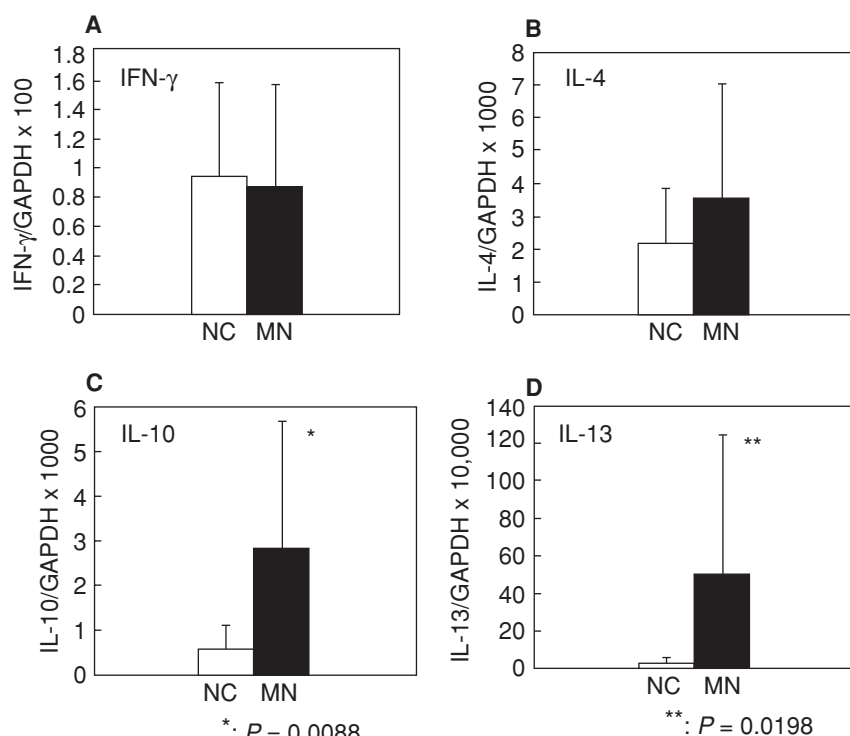 A
IFN-γ
IFN-γ/GAPDH x 100
1.8
1.6
1.4
1.2
1
0.8
0.6
0.4
0.2
0
NC MN
B
IL-4
IL-4/GAPDH x 1000
8
7
6
5
4
3
2
1
0
NC MN
C
IL-10
*
IL-10/GAPDH x 1000
6
5
4
3
2
1
0
NC MN
*: P = 0.0088
D
IL-13
**
IL-13/GAPDH x 10,000
140
120
100
80
60
40
20
0
NC MN
**: P = 0.0198